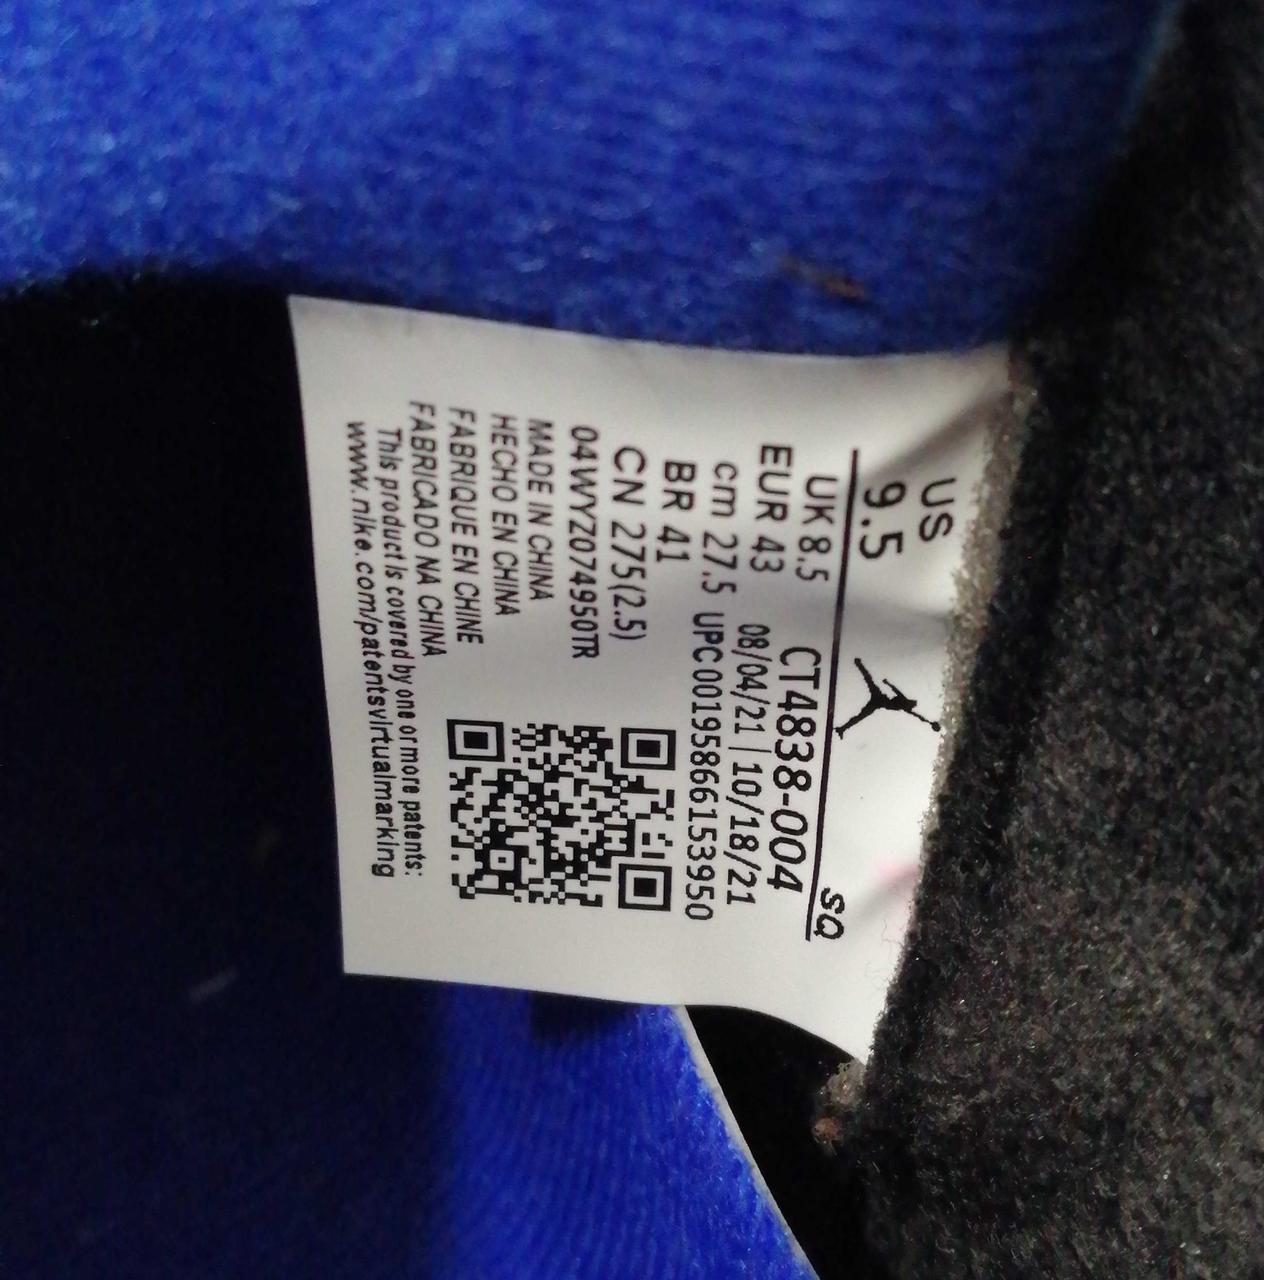 US
9.5
SQ
UK 8.5
CT4838-004
EUR 43
08/04/21 | 10/18/21
cm 27.5
UPC00195866153950
BR 41
CN 275(2.5)
04WYZ074950TR
MADE IN CHINA
HECHO EN CHINA
FABRIQUE EN CHINE
FABRICADO NA CHINA
This product is covered by one or more patents:
www.nike.com/patentsvirtualmarking